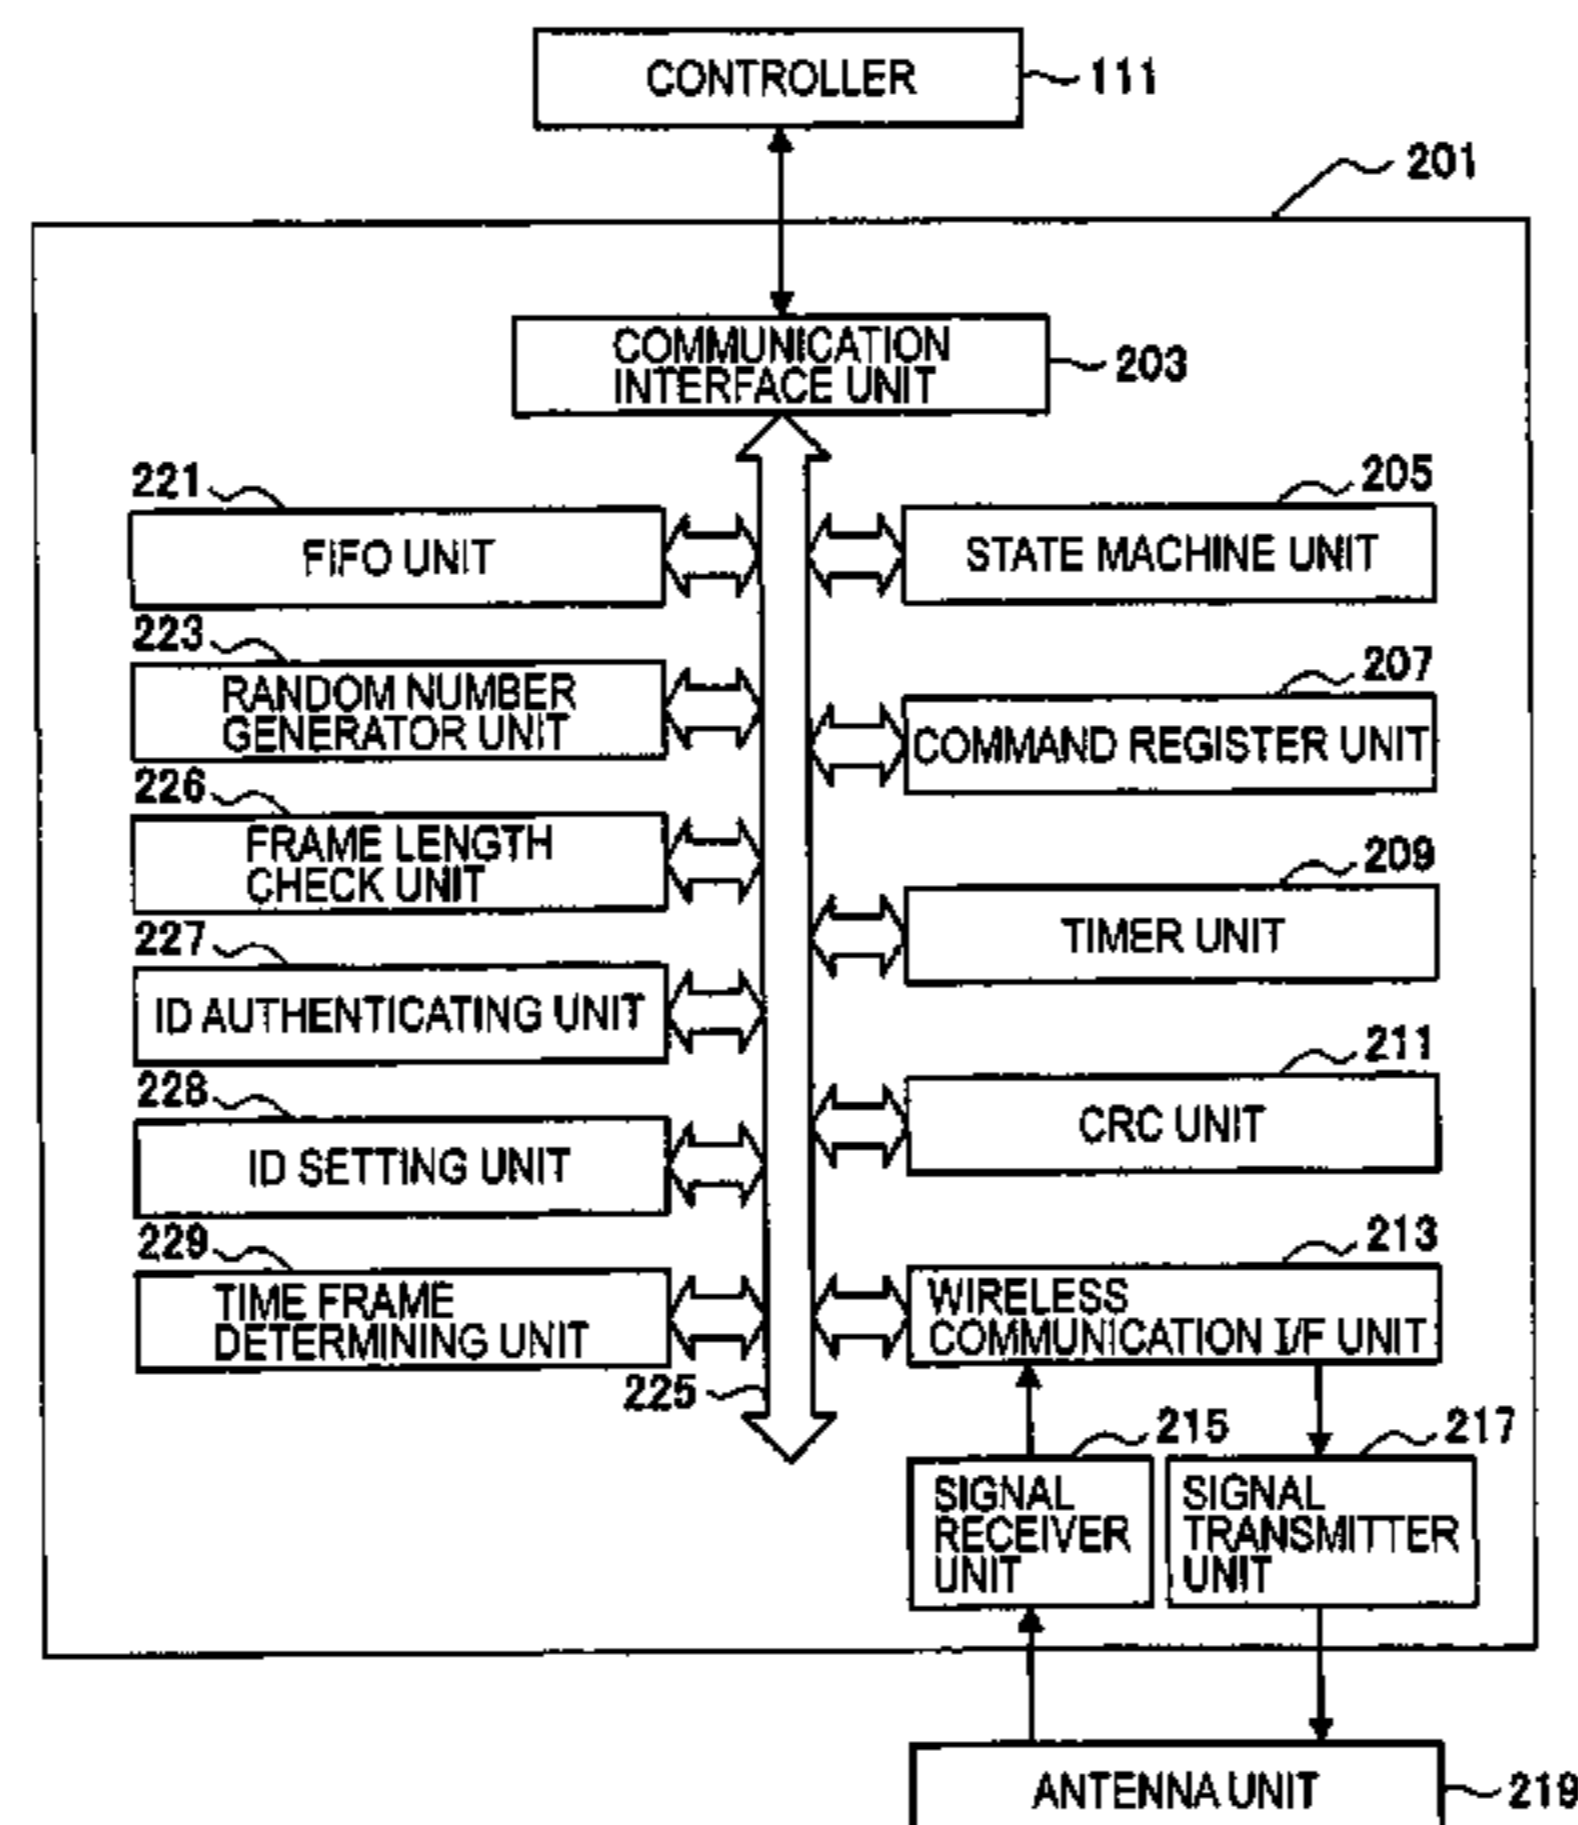 CONTROLLER
111
201
COMMUNICATION
INTERFACE UNIT
203
221
FIFO UNIT
205
STATE MACHINE UNIT
223
RANDOM NUMBER
GENERATOR UNIT
207
COMMAND REGISTER UNIT
226
FRAME LENGTH
CHECK UNIT
209
TIMER UNIT
227
ID AUTHENTICATING UNIT
211
CRC UNIT
228
ID SETTING UNIT
213
WIRELESS
COMMUNICATION I/F UNIT
229
TIME FRAME
DETERMINING UNIT
225
215
SIGNAL
RECEIVER
UNIT
217
SIGNAL
TRANSMITTER
UNIT
ANTENNA UNIT
219